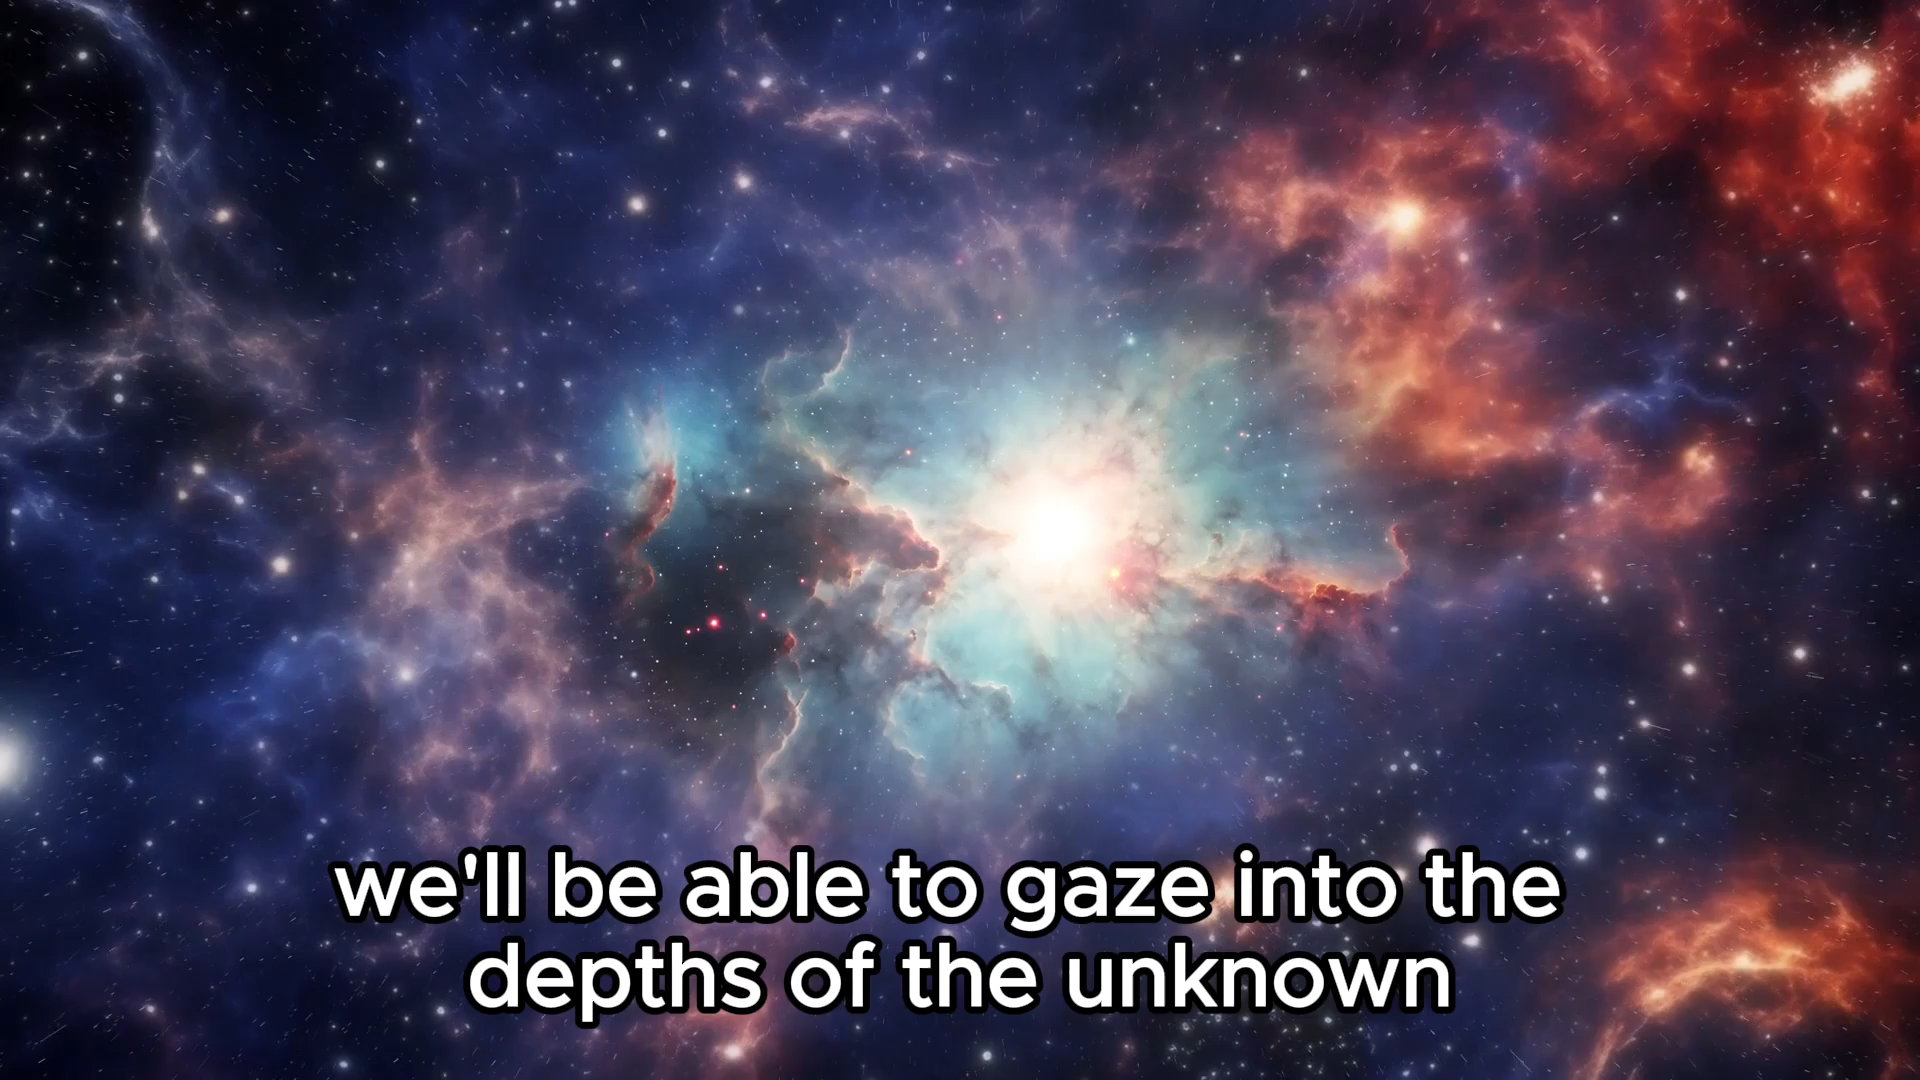 we'll be able to gaze into the
depths of the unknown